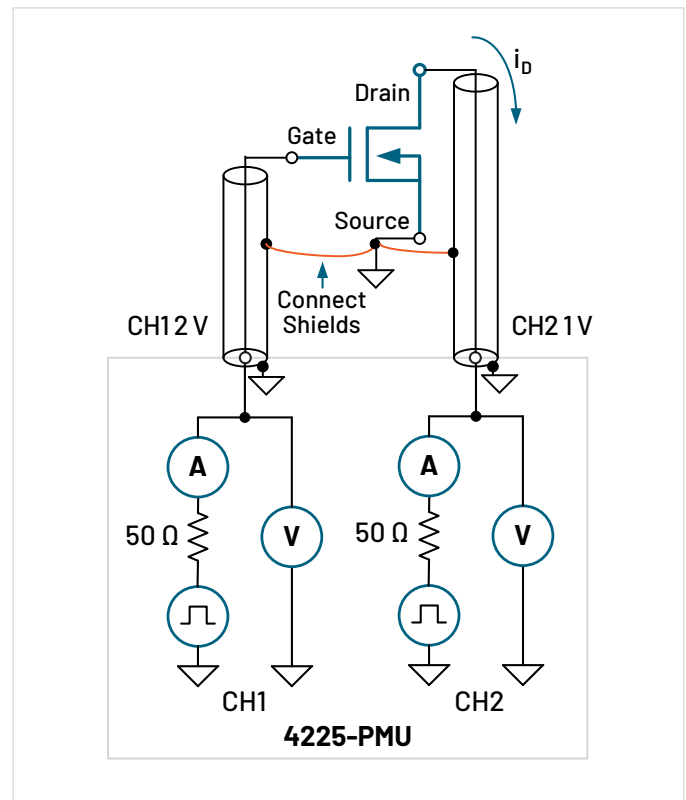 iD
Drain
Gate
Source
Connect
Shields
CH1 2 V
CH2 1 V
A
A
50 Ω
V
50 Ω
V
CH1
CH2
4225-PMU